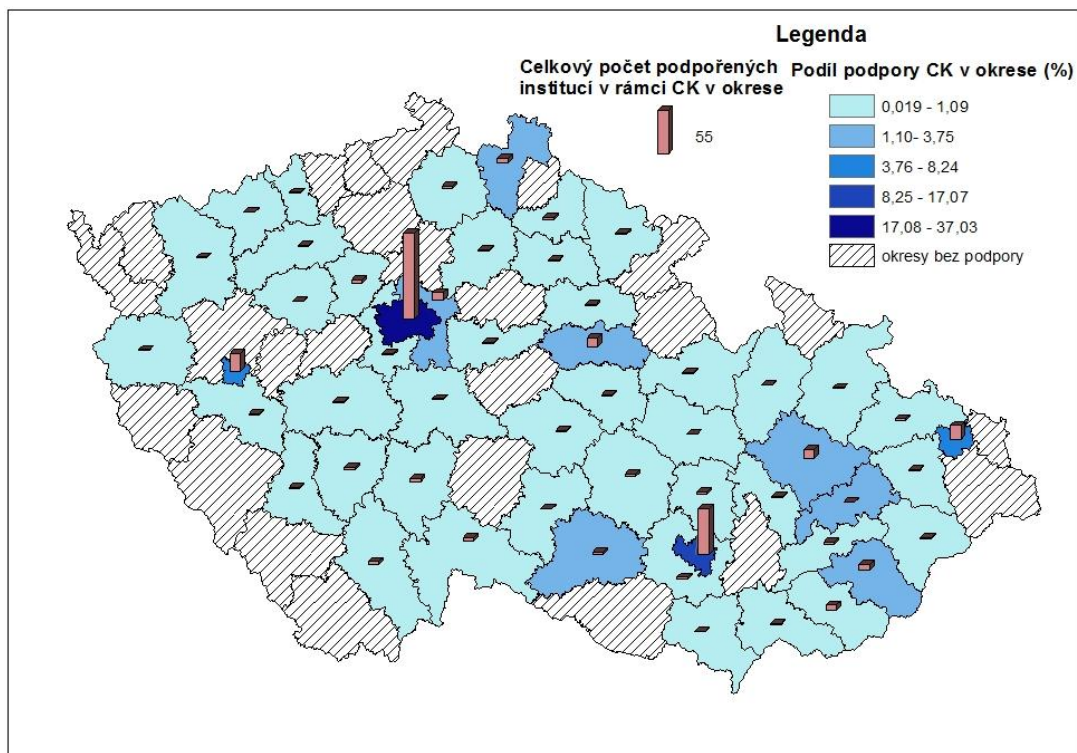 Legenda
Celkový počet podpořených
institucí v rámci CK v okrese
55
Podíl podpory CK v okrese (%)
0,019 - 1,09
1,10- 3,75
3,76 - 8,24
8,25 - 17,07
17,08 - 37,03
okresy bez podpory